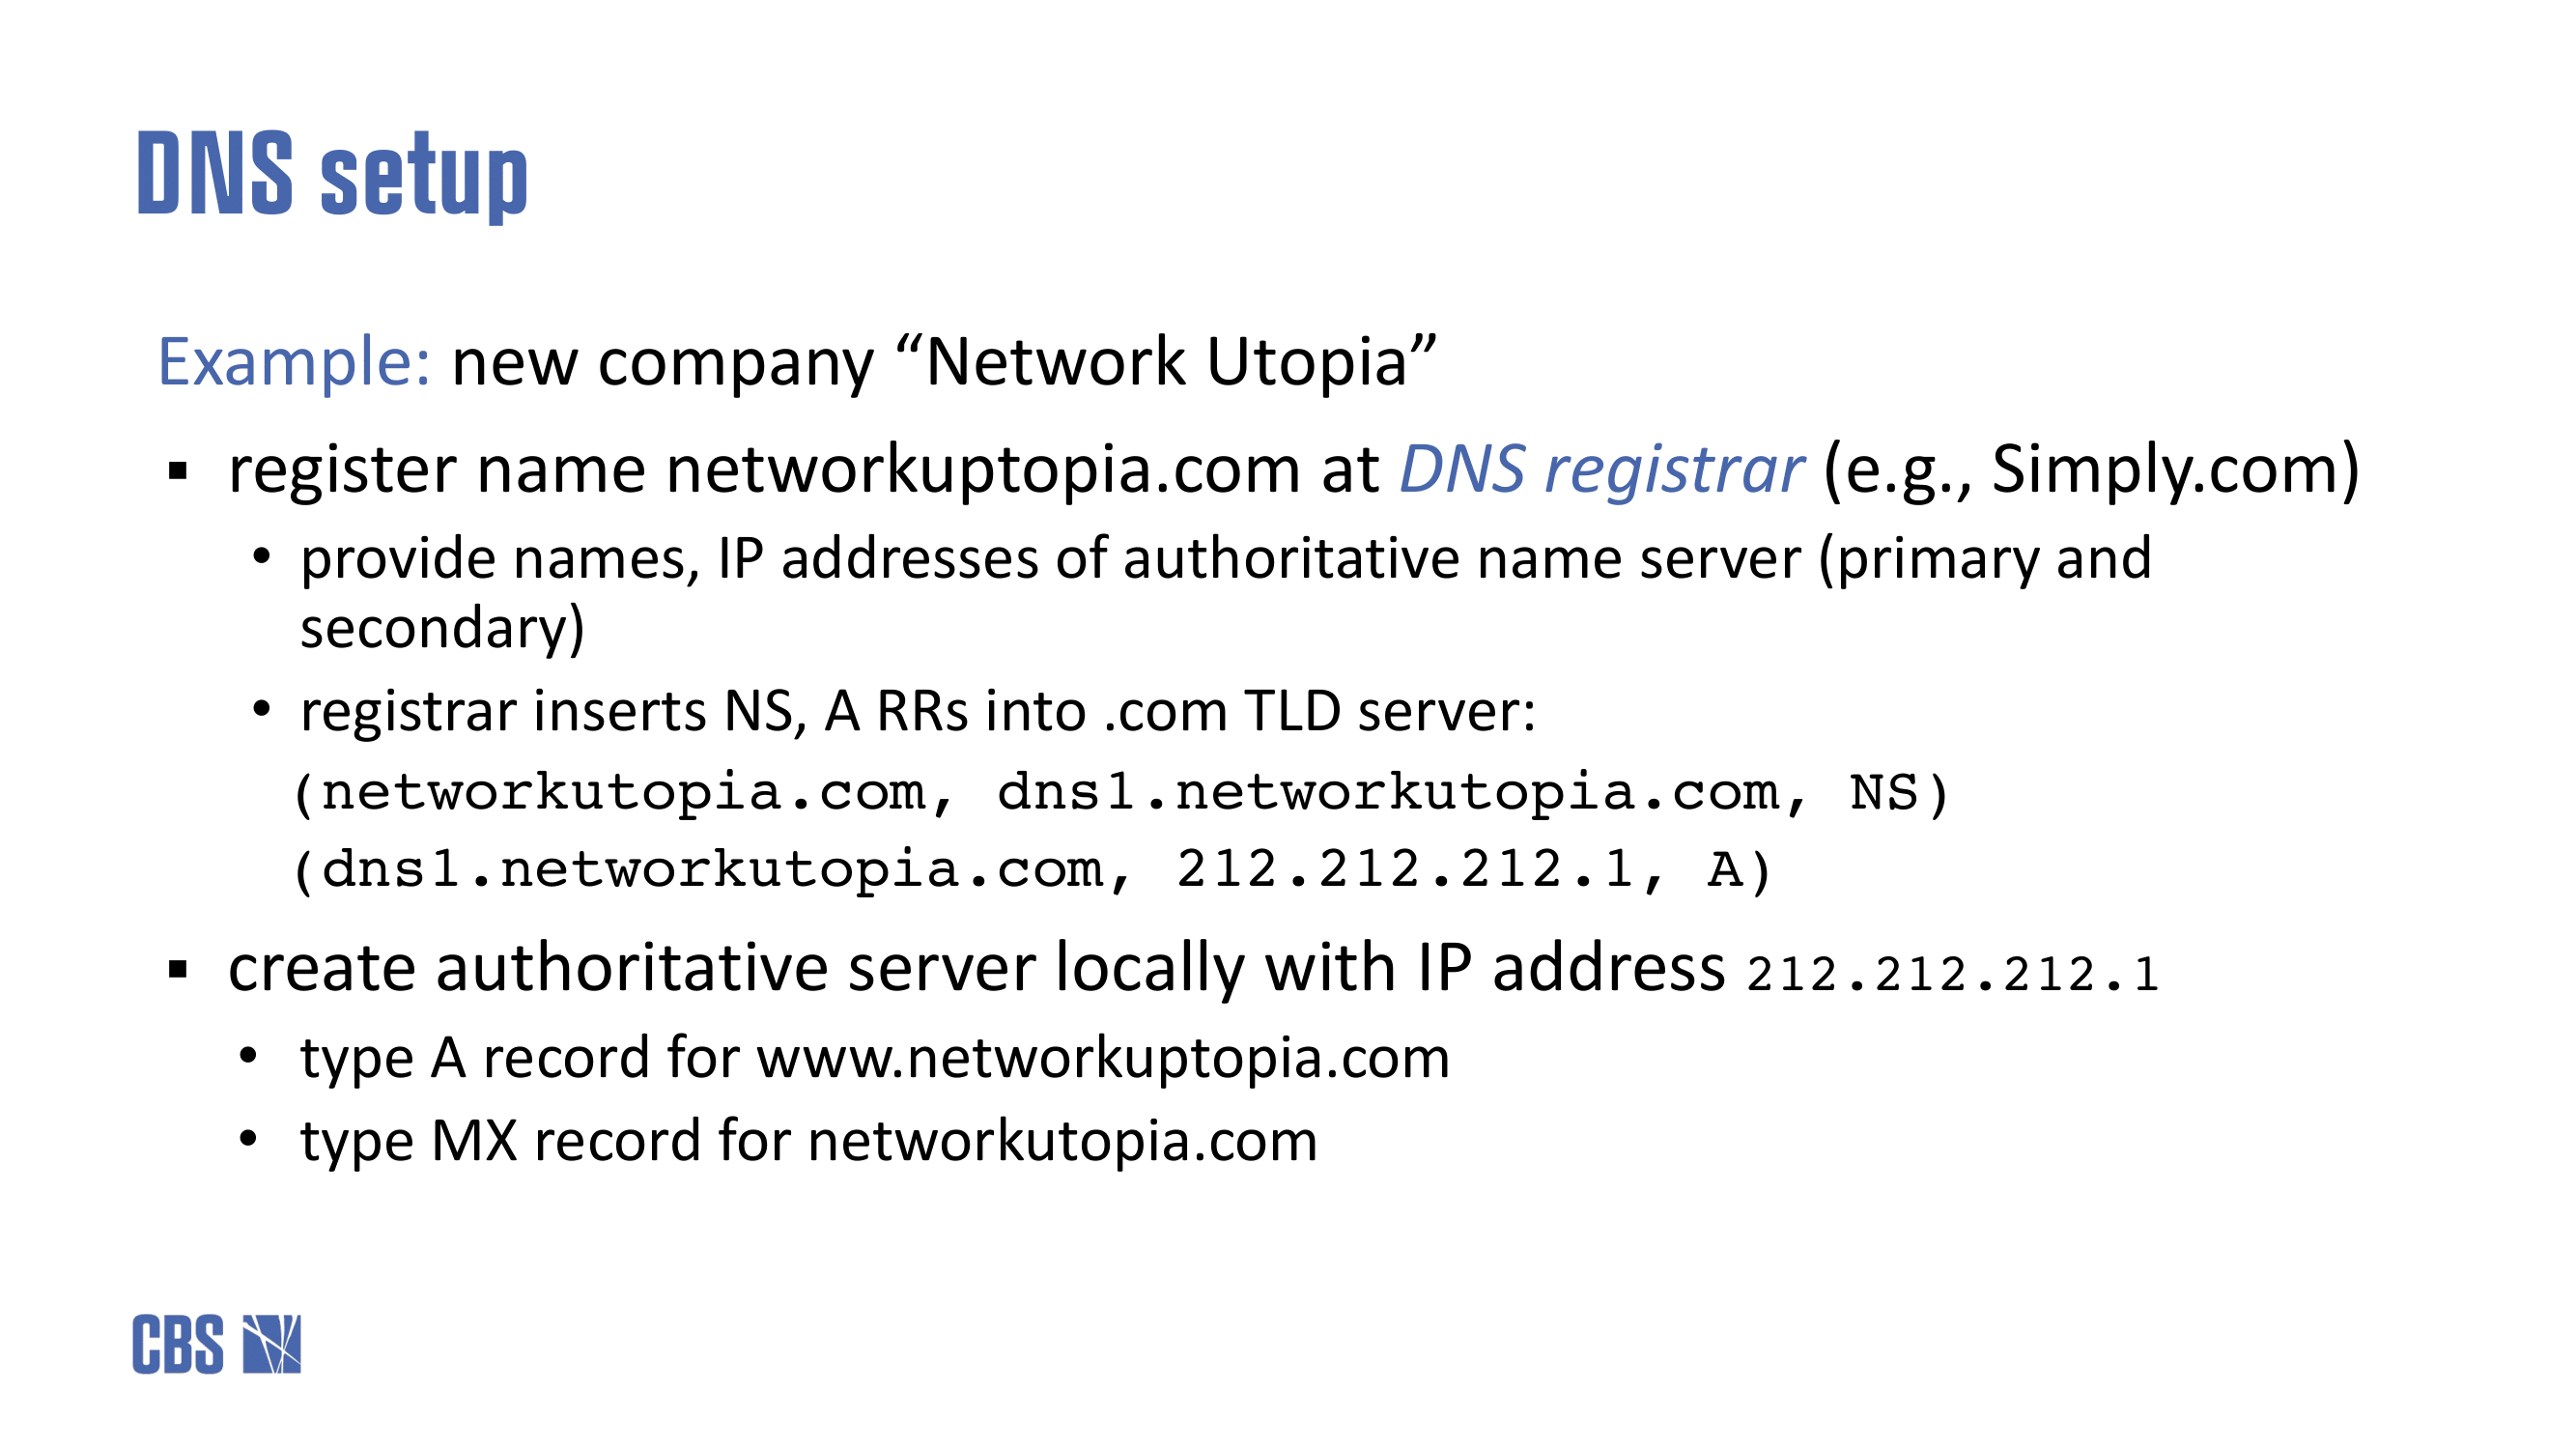 DNS setup
Example: new company “Network Utopia”
▪ register name networkuptopia.com at DNS registrar (e.g., Simply.com)
• provide names, IP addresses of authoritative name server (primary and
secondary)
• registrar inserts NS, A RRs into .com TLD server:
(networkutopia.com, dns1.networkutopia.com, NS)
(dns1.networkutopia.com, 212.212.212.1, A)
▪ create authoritative server locally with IP address 212.212.212.1
• type A record for www.networkuptopia.com
• type MX record for networkutopia.com
CBS